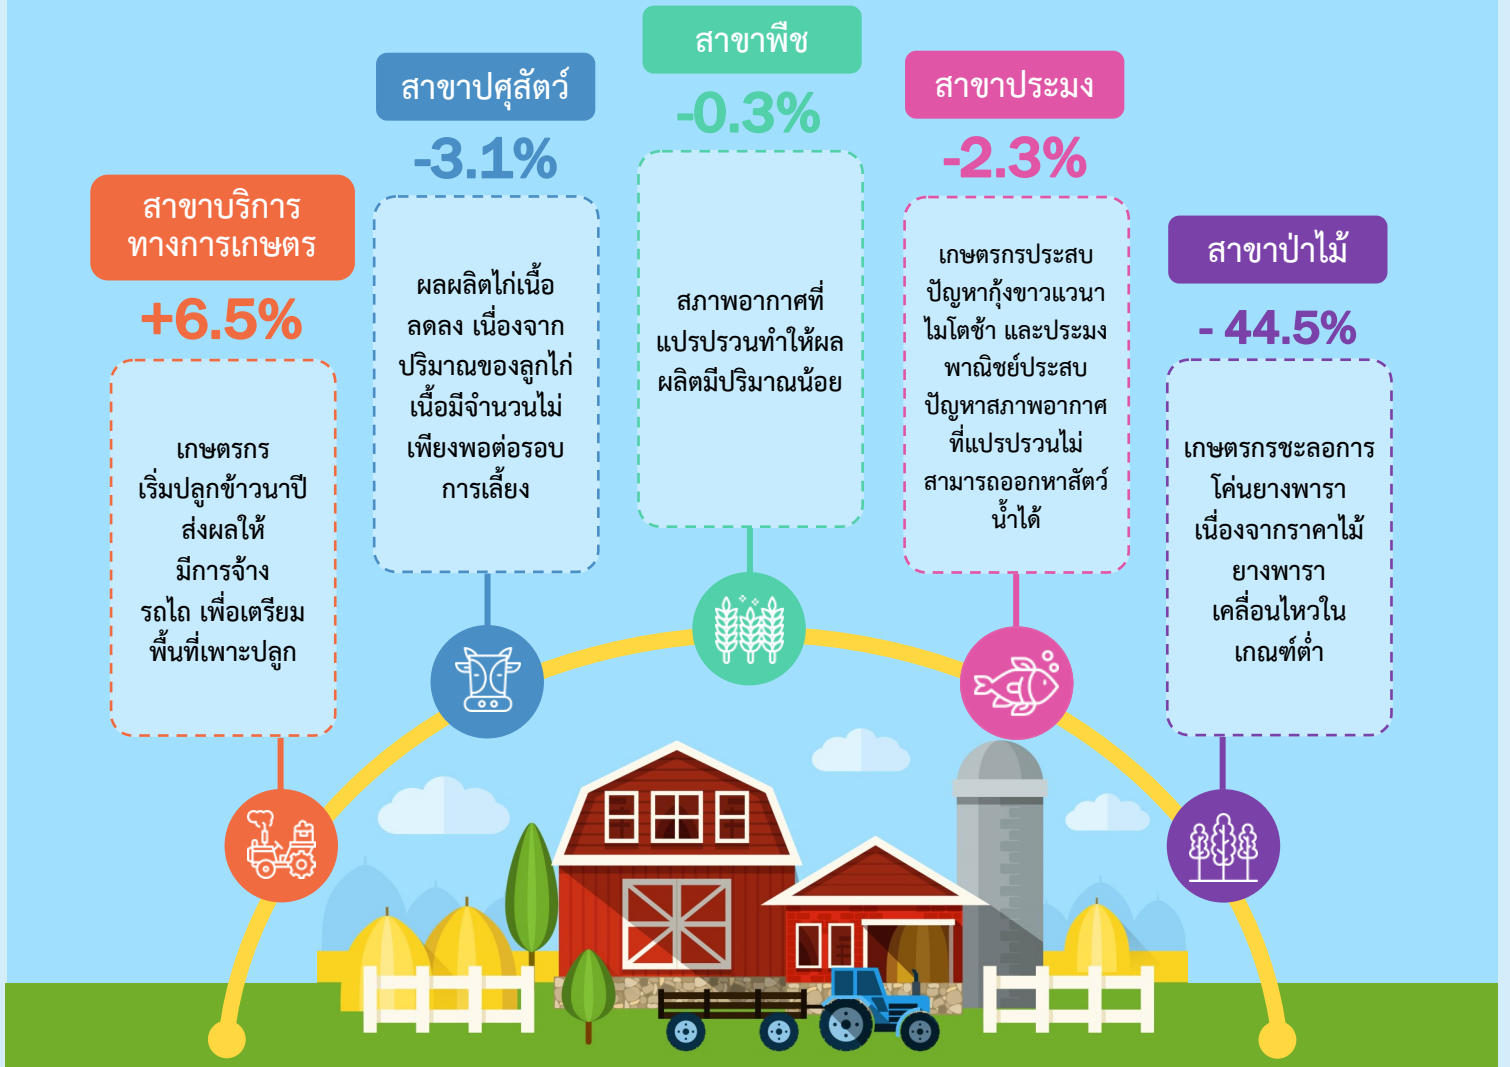 สาขาบริการ
ทางการเกษตร
+6.5%
เกษตรกร
เริ่มปลูกข้าวนาปี
ส่งผลให้
มีการจ้าง
รถไถ เพื่อเตรียม
พื้นที่เพาะปลูก
สาขาปศุสัตว์
-3.1%
ผลผลิตไก่เนื้อ
ลดลง เนื่องจาก
ปริมาณของลูกไก่
เนื้อมีจำนวนไม่
เพียงพอต่อรอบ
การเลี้ยง
สาขาพืช
-0.3%
สภาพอากาศที่
แปรปรวนทำให้ผล
ผลิตมีปริมาณน้อย
สาขาประมง
-2.3%
เกษตรกรประสบ
ปัญหากุ้งขาวแวนา
ไมโตช้า และประมง
พาณิชย์ประสบ
ปัญหาสภาพอากาศ
ที่แปรปรวนไม่
สามารถออกหาสัตว์
น้ำได้
สาขาป่าไม้
- 44.5%
เกษตรกรชะลอการ
โค่นยางพารา
เนื่องจากราคาไม้
ยางพารา
เคลื่อนไหวใน
เกณฑ์ต่ำ